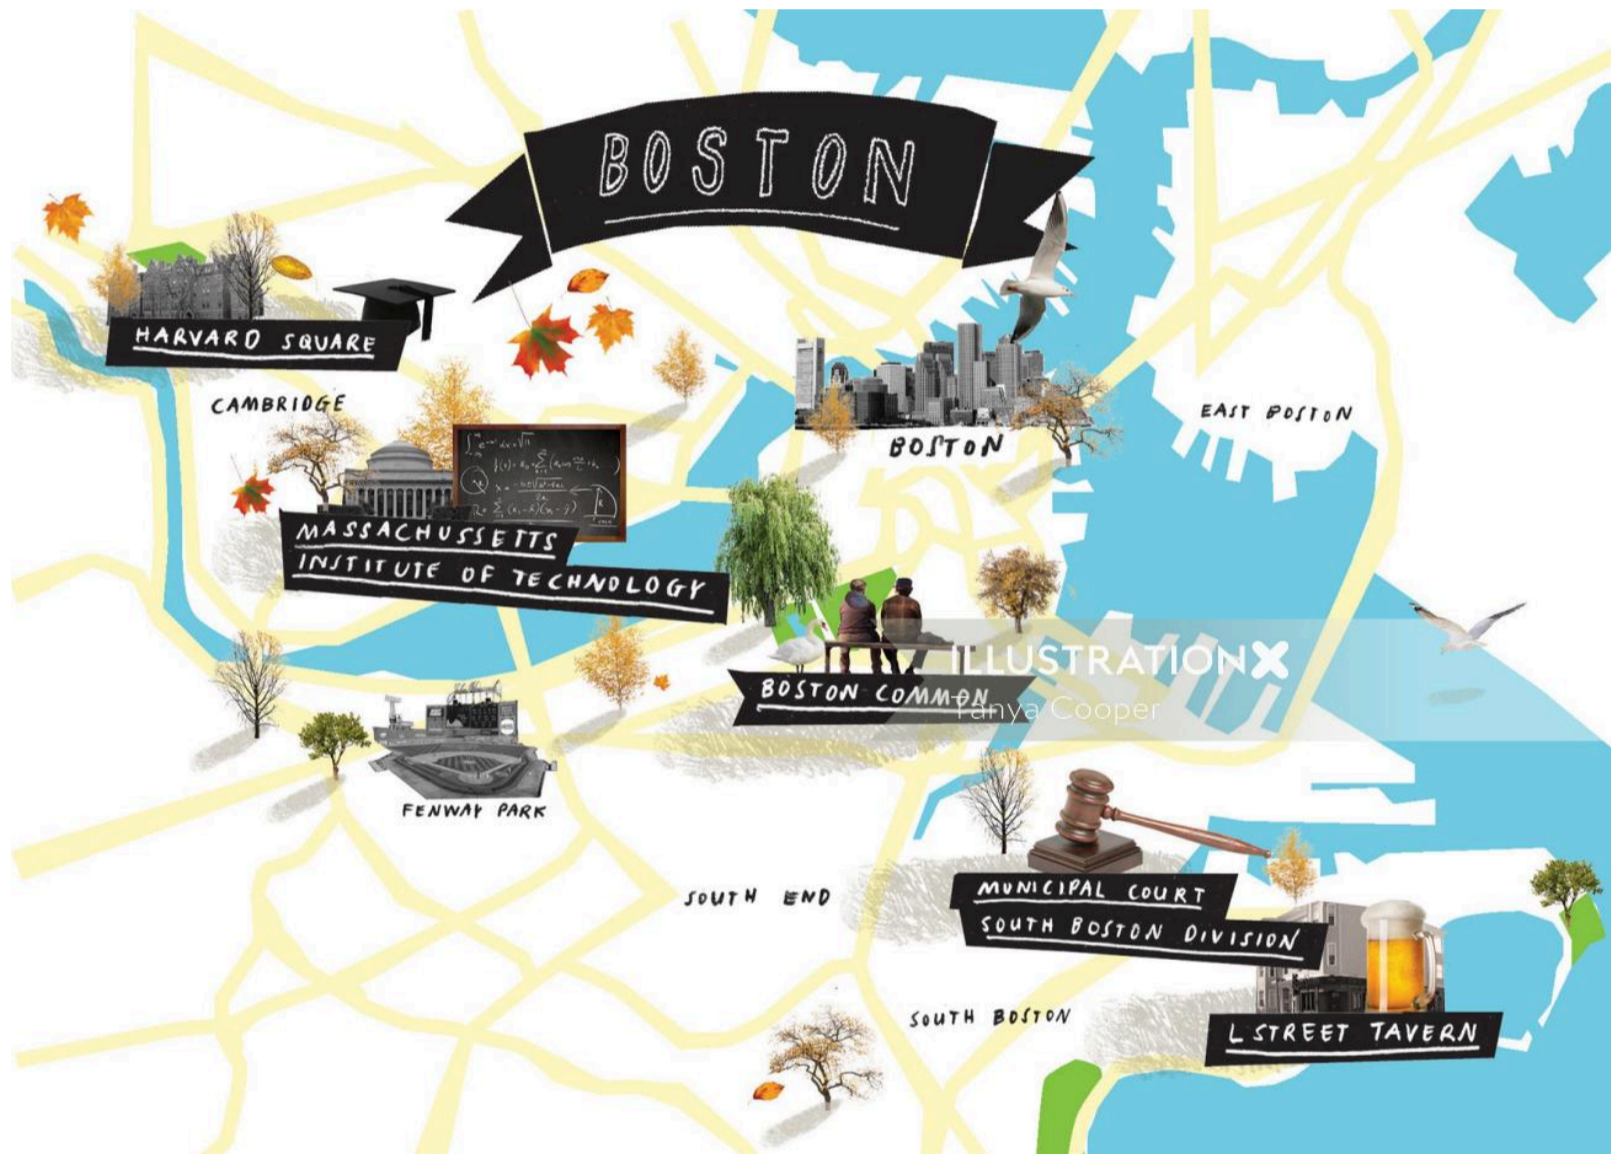 BOSTON
HARVARD SQUARE
CAMBRIDGE
EAST BOSTON
BOSTON
MASSACHUSSETTS
INSTITUTE OF TECHNOLOGY
ILLUSTRATIONX
BOSTON COMMON
Tanya Cooper
FENWAY PARK
MUNICIPAL COURT
SOUTH BOSTON DIVISION
SOUTH END
SOUTH BOSTON
L STREET TAVERN